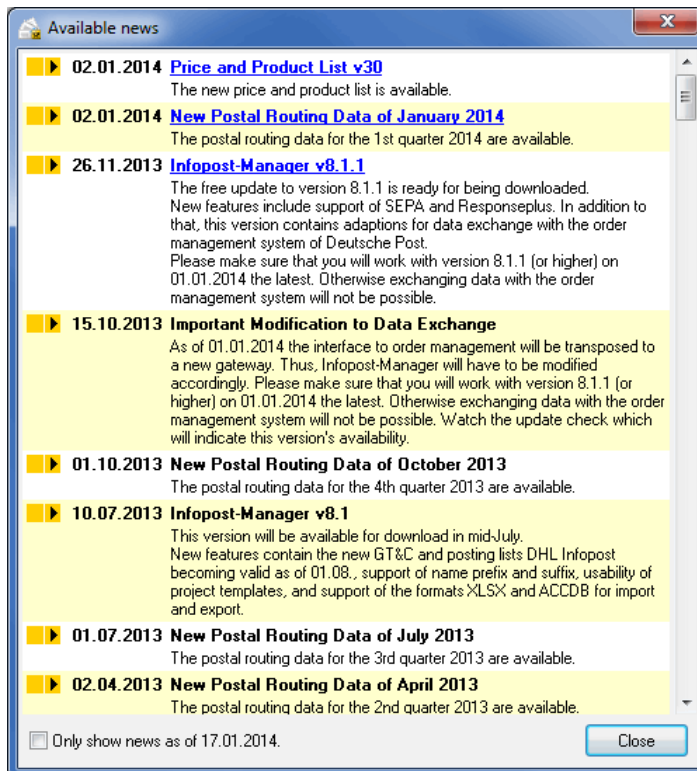 Available news
02.01.2014 Price and Product List v30
The new price and product list is available.
02.01.2014 New Postal Routing Data of January 2014
The postal routing data for the 1st quarter 2014 are available.
26.11.2013 Infopost-Manager v8.1.1
The free update to version 8.1.1 is ready for being downloaded.
New features include support of SEPA and Responseplus. In addition to
that, this version contains adaptions for data exchange with the order
management system of Deutsche Post.
Please make sure that you will work with version 8.1.1 (or higher) on
01.01.2014 the latest. Otherwise exchanging data with the order
management system will not be possible.
15.10.2013 Important Modification to Data Exchange
As of 01.01.2014 the interface to order management will be transposed to
a new gateway. Thus, Infopost-Manager will have to be modified
accordingly. Please make sure that you will work with version 8.1.1 (or
higher) on 01.01.2014 the latest. Otherwise exchanging data with the order
management system will not be possible. Watch the update check which
will indicate this version's availability.
01.10.2013 New Postal Routing Data of October 2013
The postal routing data for the 4th quarter 2013 are available.
10.07.2013 Infopost-Manager v8.1
This version will be available for download in mid-July.
New features contain the new GT&C and posting lists DHL Infopost
becoming valid as of 01.08., support of name prefix and suffix, usability of
project templates, and support of the formats XLSX and ACCDB for import
and export.
01.07.2013 New Postal Routing Data of July 2013
The postal routing data for the 3rd quarter 2013 are available.
02.04.2013 New Postal Routing Data of April 2013
The postal routing data for the 2nd quarter 2013 are available.
Only show news as of 17.01.2014.
Close